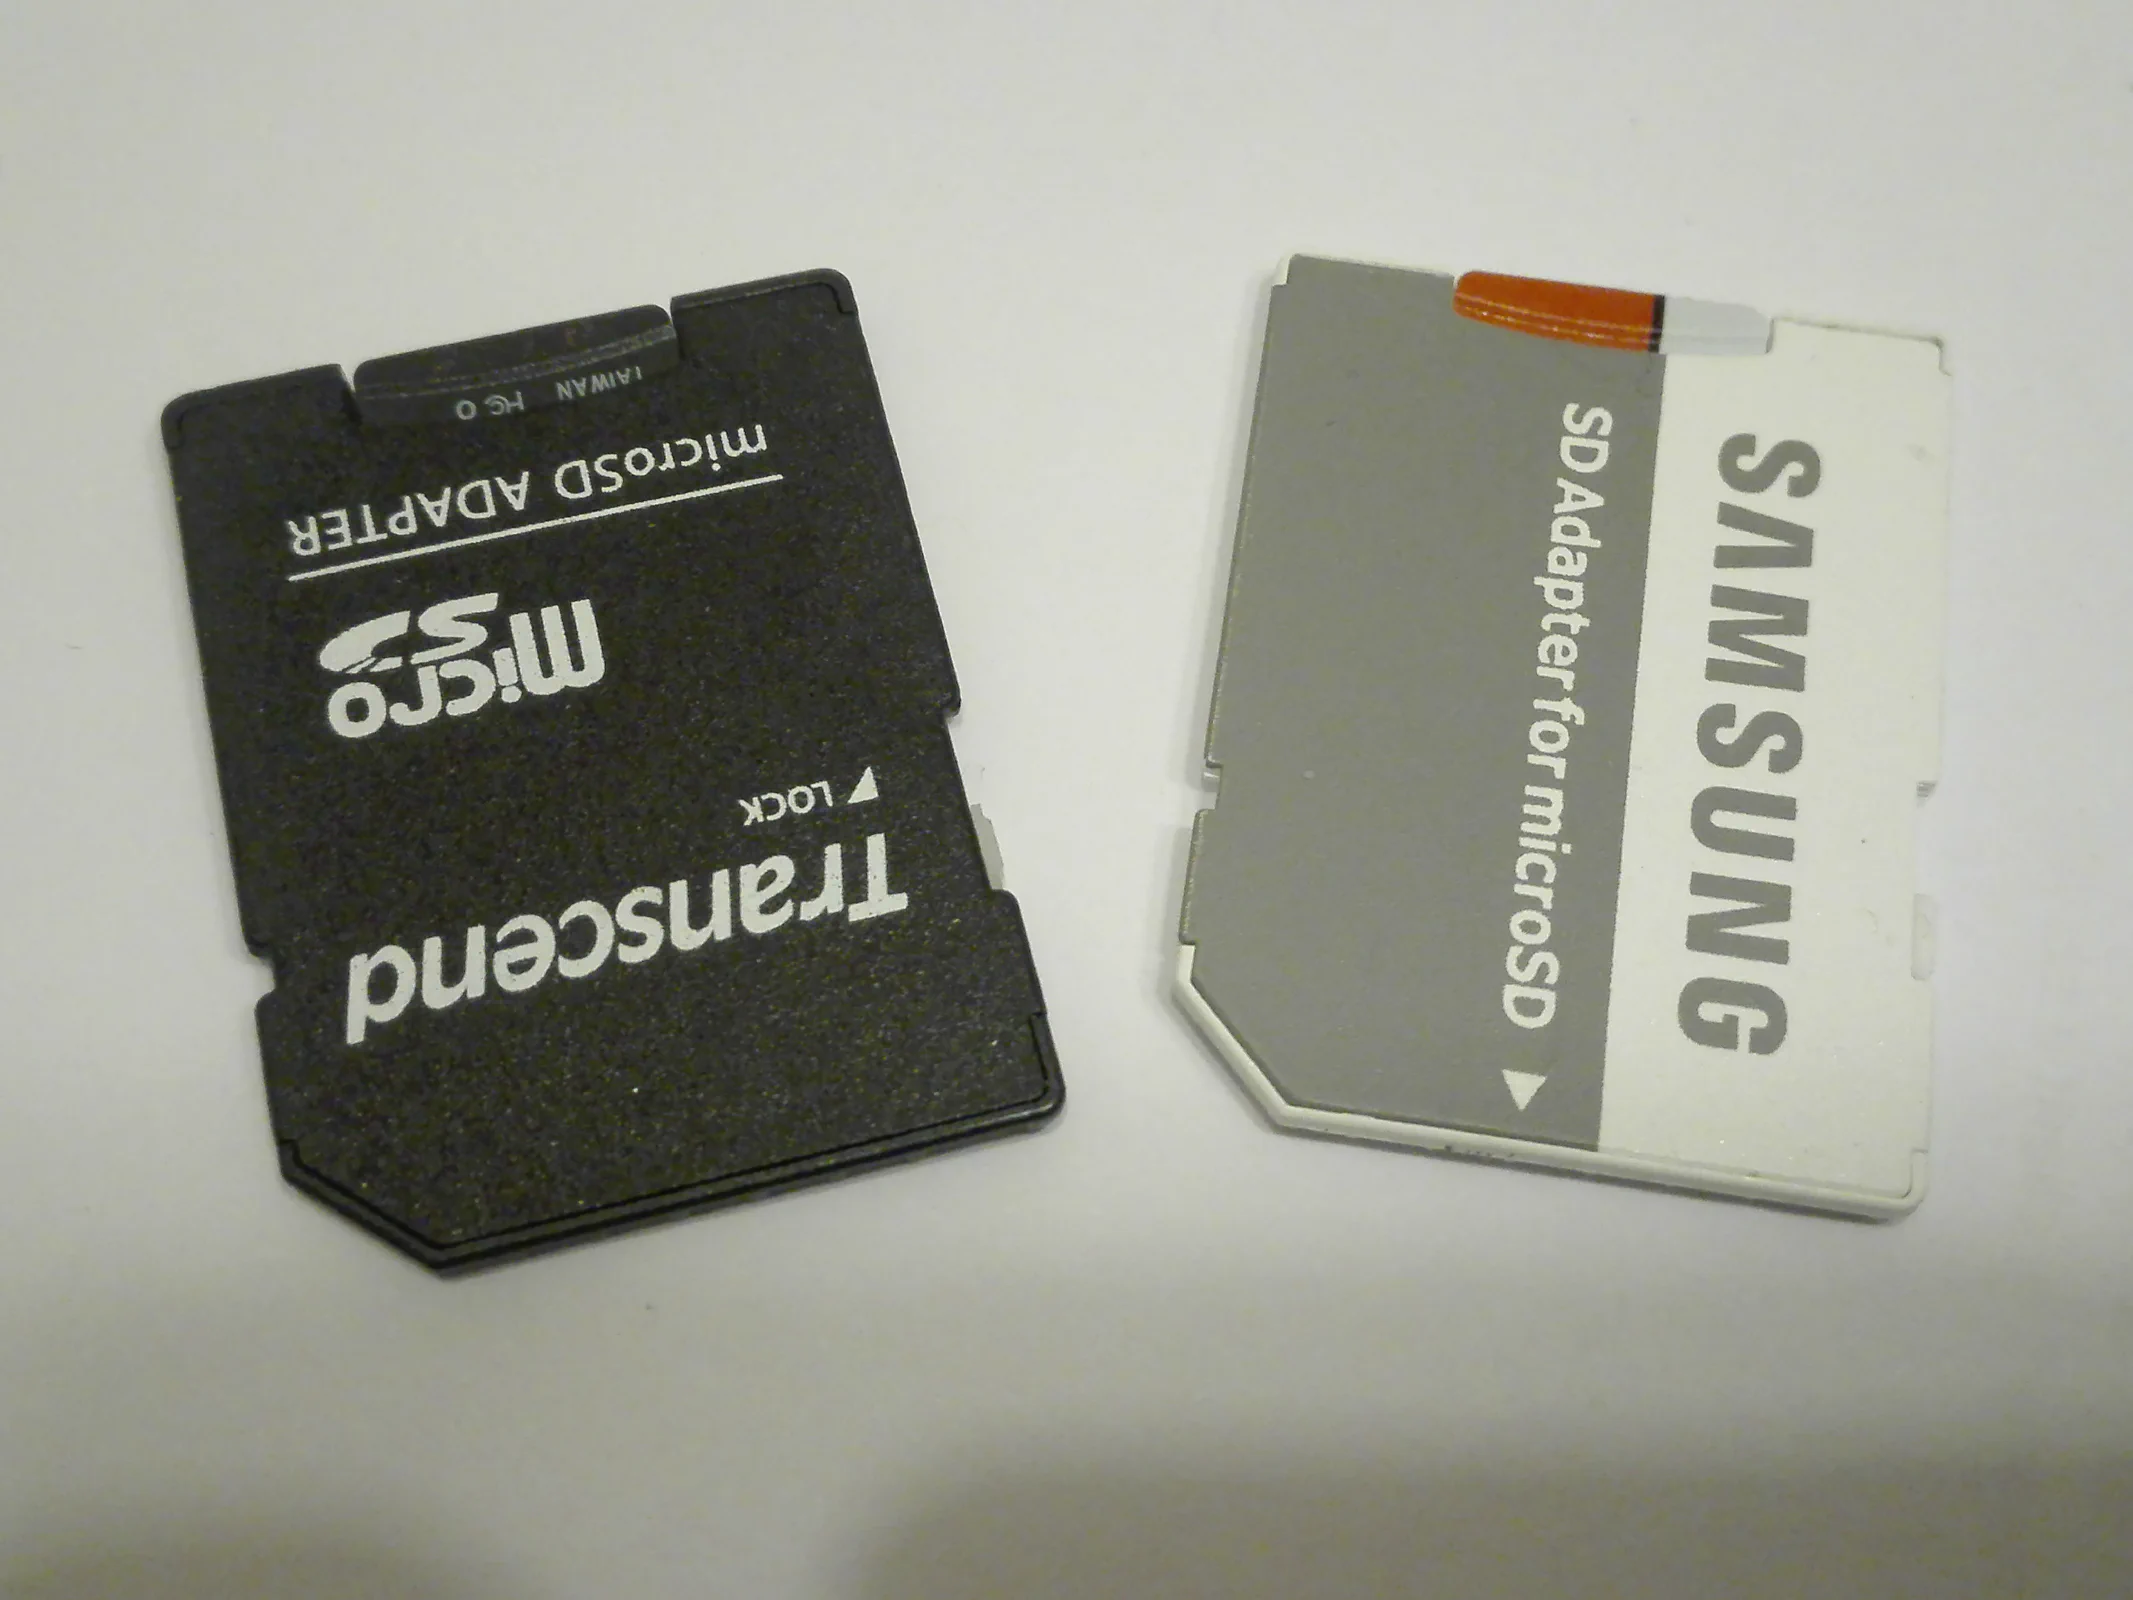 Transcend
LOCK
micro
SD
microSD ADAPTER
TAIWAN
SAMSUNG
SD Adapter for microSD